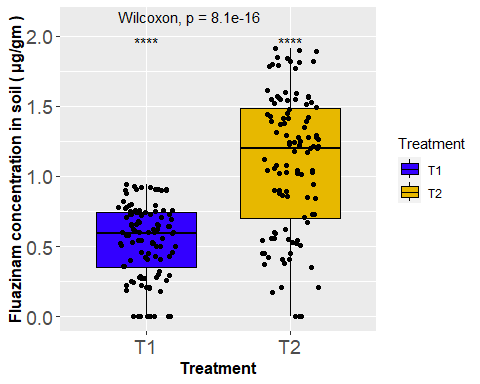 Wilcoxon, p = 8.1e-16
**** ****
2.0
1.5
1.0
0.5
0.0
Fluazinam concentration in soil ( µg/gm )
T1 T2
Treatment
Treatment
T1
T2